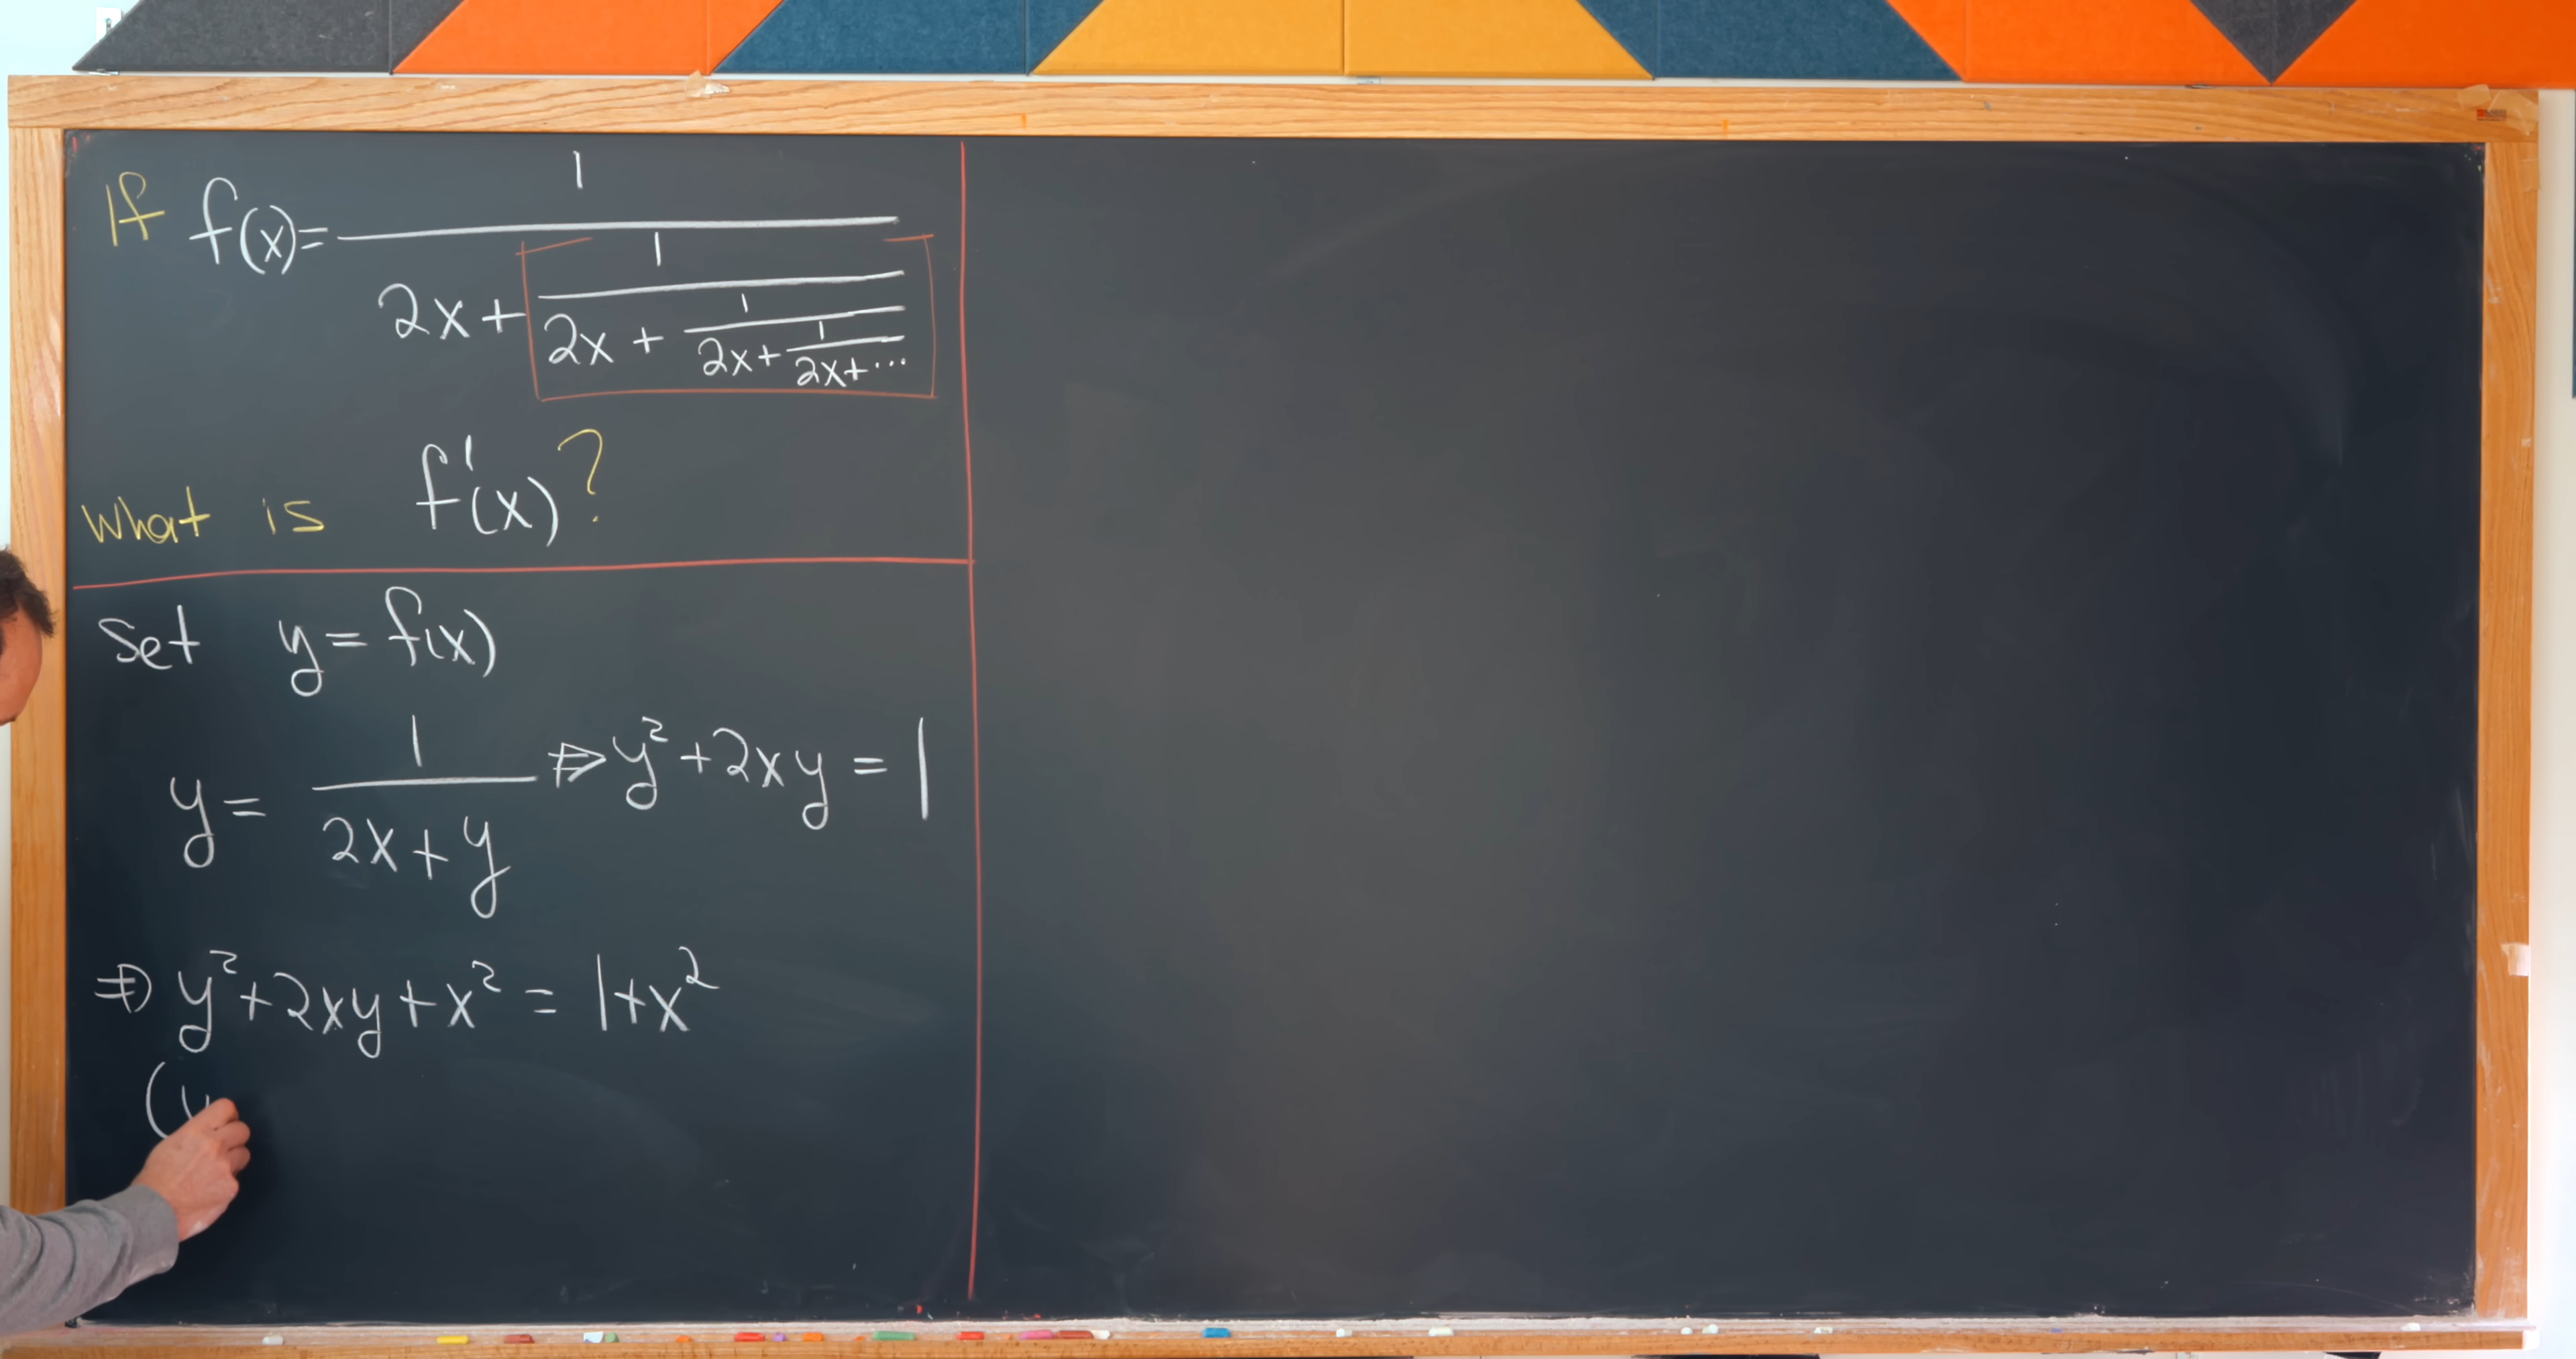 If f(x)= 1/(2x+1/(2x+1/(2x+1/(2x+⋯))))
What is f'(x)?
Set y=f(x)
y= 1/(2x+y) ⇒ y²+2xy=1
⇒ y²+2xy+x² = 1+x²
(y